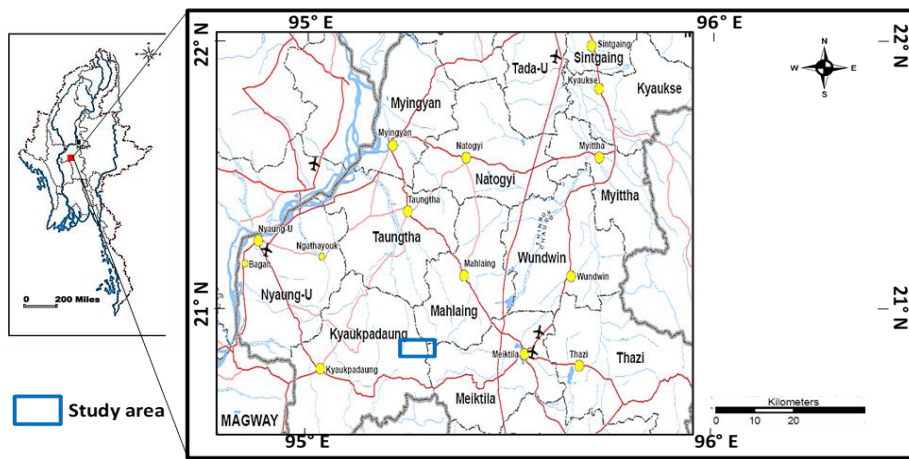 95° E
96° E
22° N
22° N
Sintgaing
Sintgaing
Tada-U
Kyaukse
Kyaukse
N
W
E
S
Myingyan
Myingyan
Natogyi
Myittha
Natogyi
Myittha
Taungtha
Taungtha
Nyaung-U
Ngathayouk
Bagan
Wundwin
Mahlaing
Wundwin
Nyaung-U
0 200 Miles
21° N
21° N
Mahlaing
Kyaukpadaung
Meiktila
Thazi
Thazi
Kyaukpadaung
Meiktila
Study area
MAGWAY
Kilometers
0 10 20 40
95° E
96° E